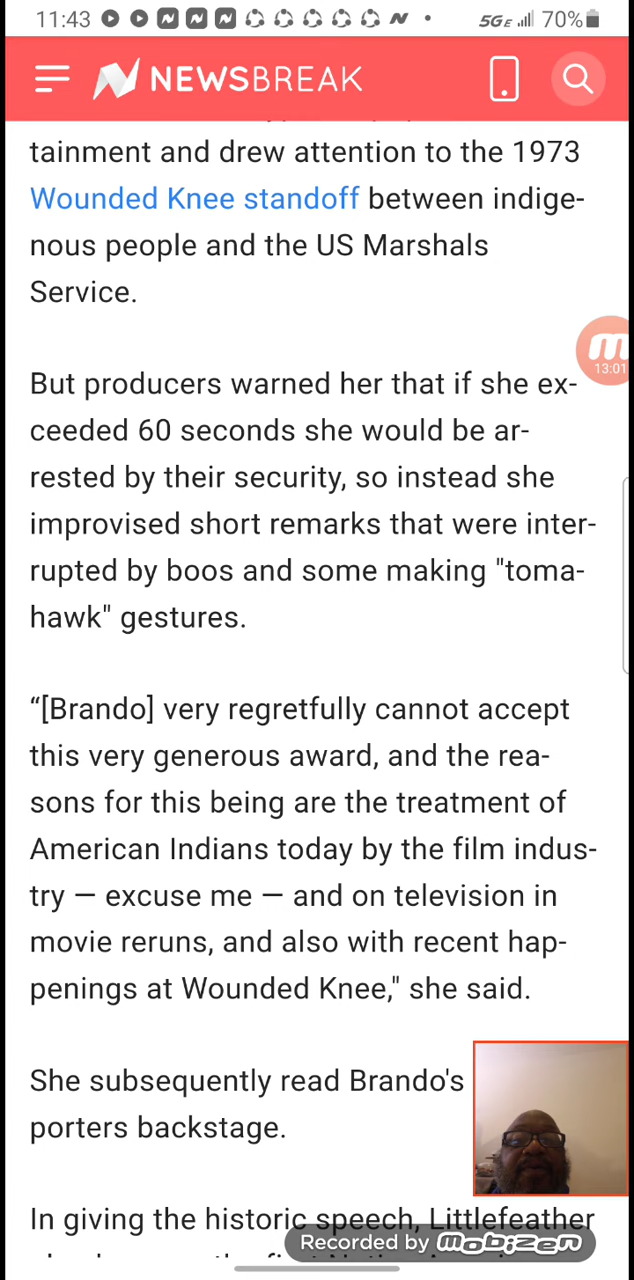 11:43
5GE 70%
NEWSBREAK
tainment and drew attention to the 1973
Wounded Knee standoff between indige-
nous people and the US Marshals
Service.
13:01
But producers warned her that if she ex-
ceeded 60 seconds she would be ar-
rested by their security, so instead she
improvised short remarks that were inter-
rupted by boos and some making "toma-
hawk" gestures.
“[Brando] very regretfully cannot accept
this very generous award, and the rea-
sons for this being are the treatment of
American Indians today by the film indus-
try — excuse me — and on television in
movie reruns, and also with recent hap-
penings at Wounded Knee," she said.
She subsequently read Brando's
porters backstage.
In giving the historic speech, Littlefeather
Recorded by mobizen